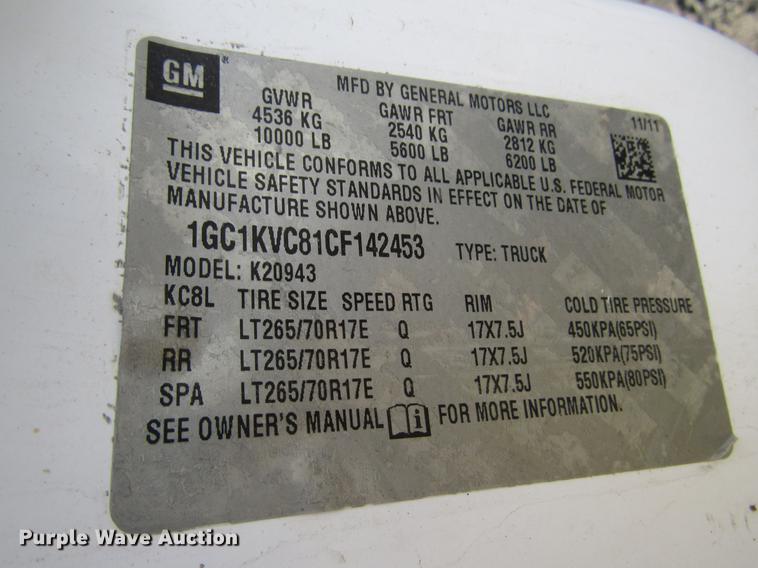 GM
MFD BY GENERAL MOTORS LLC
GVWR GAWR FRT GAWR RR 11/11
4536 KG 2540 KG 2812 KG
10000 LB 5600 LB 6200 LB
THIS VEHICLE CONFORMS TO ALL APPLICABLE U.S. FEDERAL MOTOR
VEHICLE SAFETY STANDARDS IN EFFECT ON THE DATE OF
MANUFACTURE SHOWN ABOVE.
1GC1KVC81CF142453 TYPE: TRUCK
MODEL: K20943
KC8L TIRE SIZE SPEED RTG RIM COLD TIRE PRESSURE
FRT LT265/70R17E Q 17X7.5J 450KPA(65PSI)
RR LT265/70R17E Q 17X7.5J 520KPA(75PSI)
SPA LT265/70R17E Q 17X7.5J 550KPA(80PSI)
SEE OWNER'S MANUAL i FOR MORE INFORMATION.
Purple Wave Auction